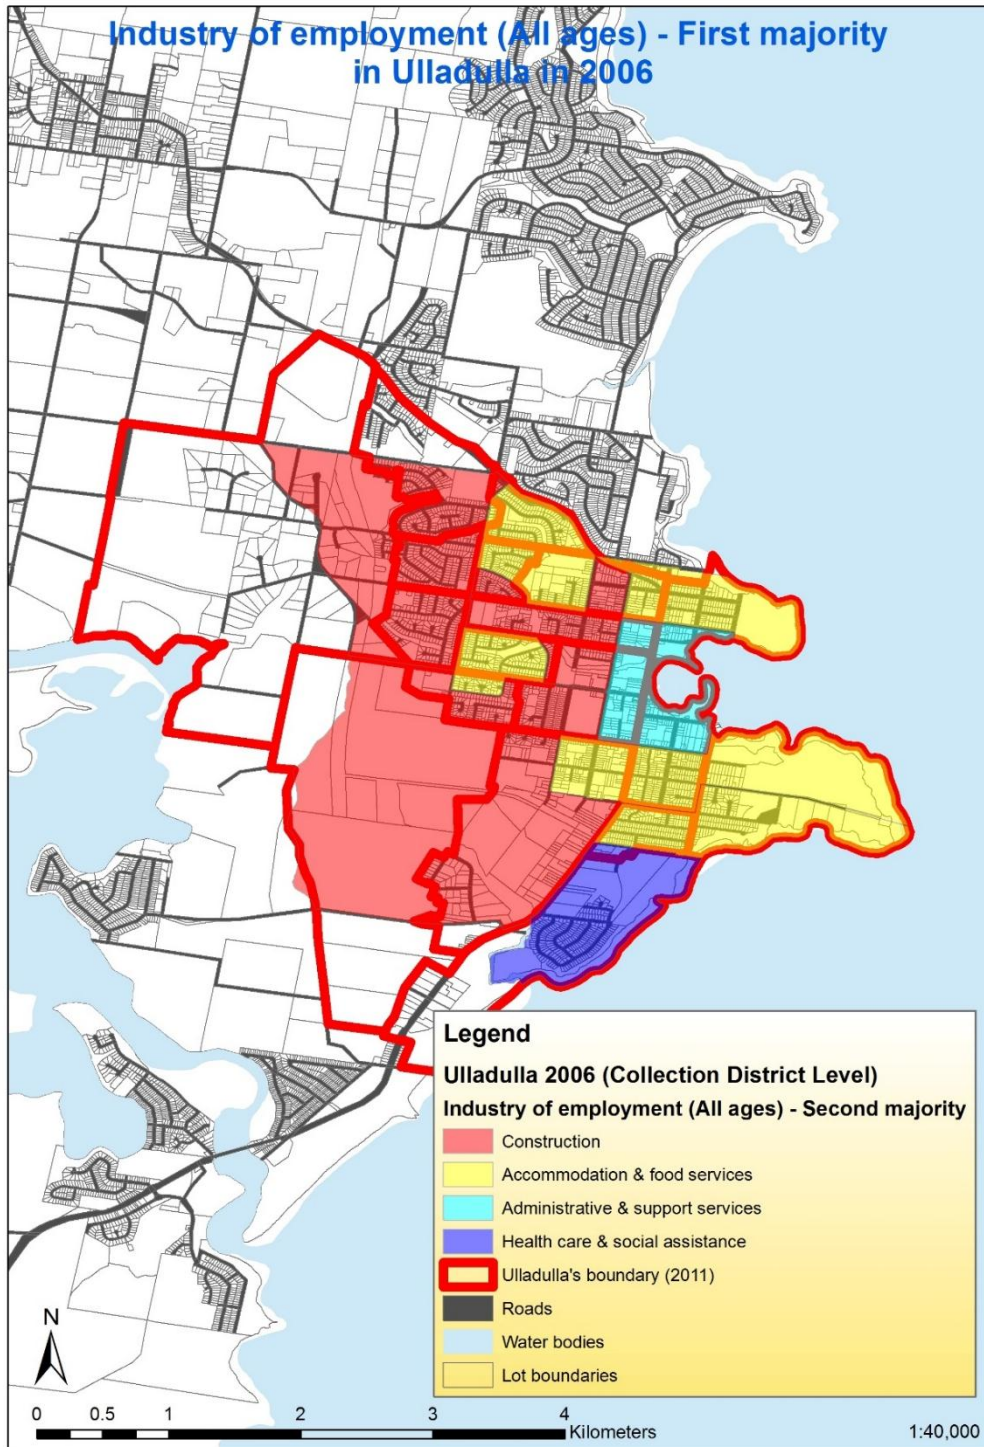 Industry of employment (All ages) - First majority
in Ulladulla in 2006
Legend
Ulladulla 2006 (Collection District Level)
Industry of employment (All ages) - Second majority
Construction
Accommodation & food services
Administrative & support services
Health care & social assistance
Ulladulla's boundary (2011)
Roads
Water bodies
Lot boundaries
N
0 0.5 1 2 3 4
Kilometers
1:40,000